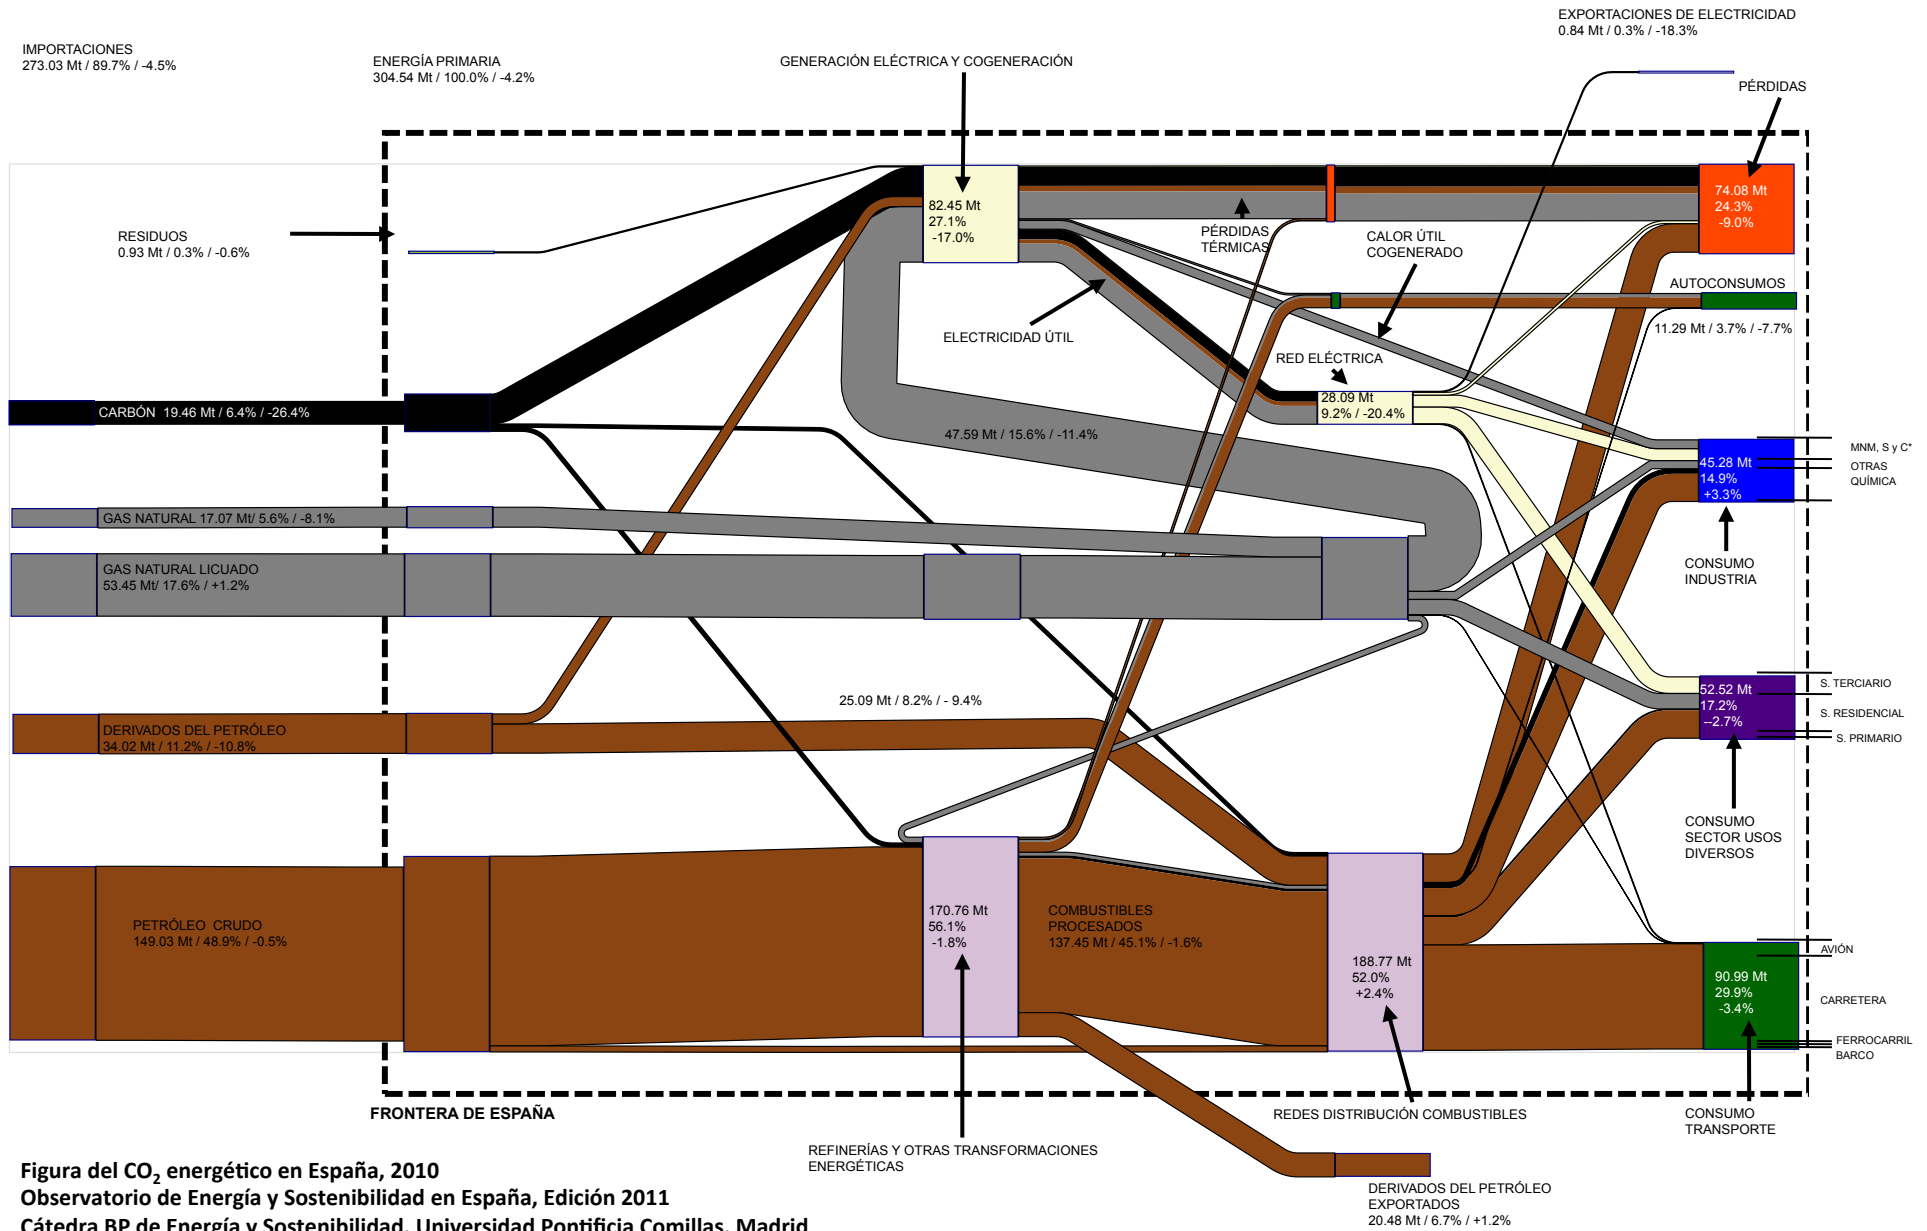 EXPORTACIONES DE ELECTRICIDAD
0.84 Mt / 0.3% / -18.3%
IMPORTACIONES
273.03 Mt / 89.7% / -4.5%
ENERGÍA PRIMARIA
304.54 Mt / 100.0% / -4.2%
GENERACIÓN ELÉCTRICA Y COGENERACIÓN
PÉRDIDAS
RESIDUOS
0.93 Mt / 0.3% / -0.6%
82.45 Mt
27.1%
-17.0%
PÉRDIDAS
TÉRMICAS
CALOR ÚTIL
COGENERADO
74.08 Mt
24.3%
-9.0%
AUTOCONSUMOS
11.29 Mt / 3.7% / -7.7%
ELECTRICIDAD ÚTIL
RED ELÉCTRICA
28.09 Mt
9.2% / -20.4%
CARBÓN 19.46 Mt / 6.4% / -26.4%
47.59 Mt / 15.6% / -11.4%
45.28 Mt
14.9%
+3.3%
MNM, S y C*
OTRAS
QUÍMICA
GAS NATURAL 17.07 Mt/ 5.6% / -8.1%
GAS NATURAL LICUADO
53.45 Mt/ 17.6% / +1.2%
CONSUMO
INDUSTRIA
25.09 Mt / 8.2% / - 9.4%
DERIVADOS DEL PETRÓLEO
34.02 Mt / 11.2% / -10.8%
52.52 Mt
17.2%
--2.7%
S. TERCIARIO
S. RESIDENCIAL
S. PRIMARIO
CONSUMO
SECTOR USOS
DIVERSOS
PETRÓLEO CRUDO
149.03 Mt / 48.9% / -0.5%
170.76 Mt
56.1%
-1.8%
COMBUSTIBLES
PROCESADOS
137.45 Mt / 45.1% / -1.6%
188.77 Mt
52.0%
+2.4%
90.99 Mt
29.9%
-3.4%
AVIÓN
CARRETERA
FERROCARRIL
BARCO
FRONTERA DE ESPAÑA
REDES DISTRIBUCIÓN COMBUSTIBLES
CONSUMO
TRANSPORTE
REFINERÍAS Y OTRAS TRANSFORMACIONES
ENERGÉTICAS
DERIVADOS DEL PETRÓLEO
EXPORTADOS
20.48 Mt / 6.7% / +1.2%
Figura del CO₂ energético en España, 2010
Observatorio de Energía y Sostenibilidad en España, Edición 2011
Cátedra BP de Energía y Sostenibilidad. Universidad Pontificia Comillas. Madrid